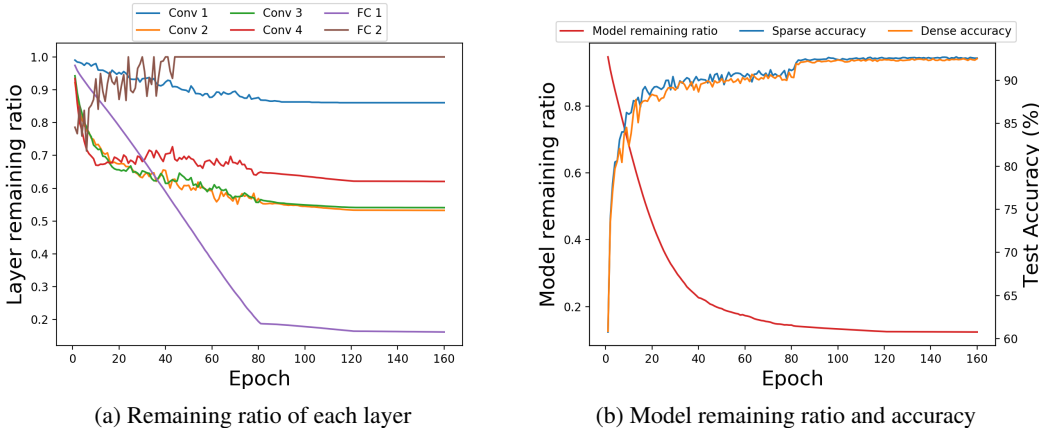 Conv 1 Conv 3 FC 1
Conv 2 Conv 4 FC 2
Layer remaining ratio
1.0
0.9
0.8
0.7
0.6
0.5
0.4
0.3
0.2
0 20 40 60 80 100 120 140 160
Epoch
(a) Remaining ratio of each layer
Model remaining ratio Sparse accuracy Dense accuracy
Model remaining ratio
0.8
0.6
0.4
0.2
90
85
80
75
70
65
60
Test Accuracy (%)
0 20 40 60 80 100 120 140 160
Epoch
(b) Model remaining ratio and accuracy